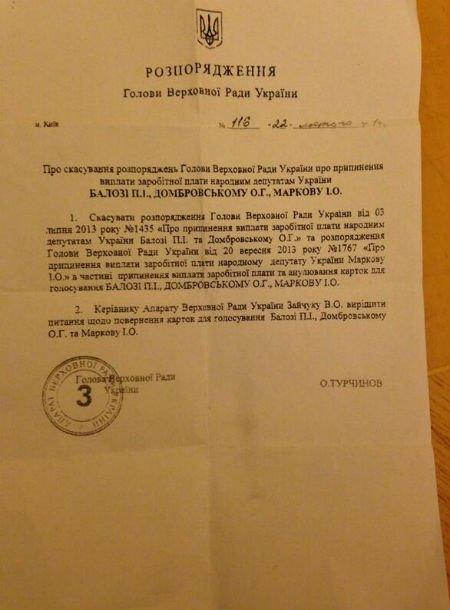 РОЗПОРЯДЖЕННЯ
Голови Верховної Ради України
м. Київ
№ 116 -22- лютого
Про скасування розпоряджень Голови Верховної Ради України про припинення
виплати заробітної плати народним депутатам України
БАЛОЗІ П.І., ДОМБРОВСЬКОМУ О.Г., МАРКОВУ І.О.
1. Скасувати розпорядження Голови Верховної Ради України від 03
липня 2013 року №1435 «Про припинення виплати заробітної плати народним
депутатам України Балозі П.І. та Домбровському О.Г.» та розпорядження
Голови Верховної Ради України від 20 вересня 2013 року №1767 «Про
припинення виплати заробітної плати народному депутату України Маркову
І.О.» в частині припинення виплати заробітної плати та анулювання карток для
голосування БАЛОЗІ П.І., ДОМБРОВСЬКОМУ О.Г., МАРКОВУ І.О.
2. Керівнику Апарату Верховної Ради України Зайчуку В.О. вирішити
питання щодо повернення карток для голосування Балозі П.І., Домбровському
О.Г. та Маркову І.О.
Голова Верховної Ради
України
О.ТУРЧИНОВ
АПАРАТ ВЕРХОВНОЇ РАДИ УКРАЇНИ
3